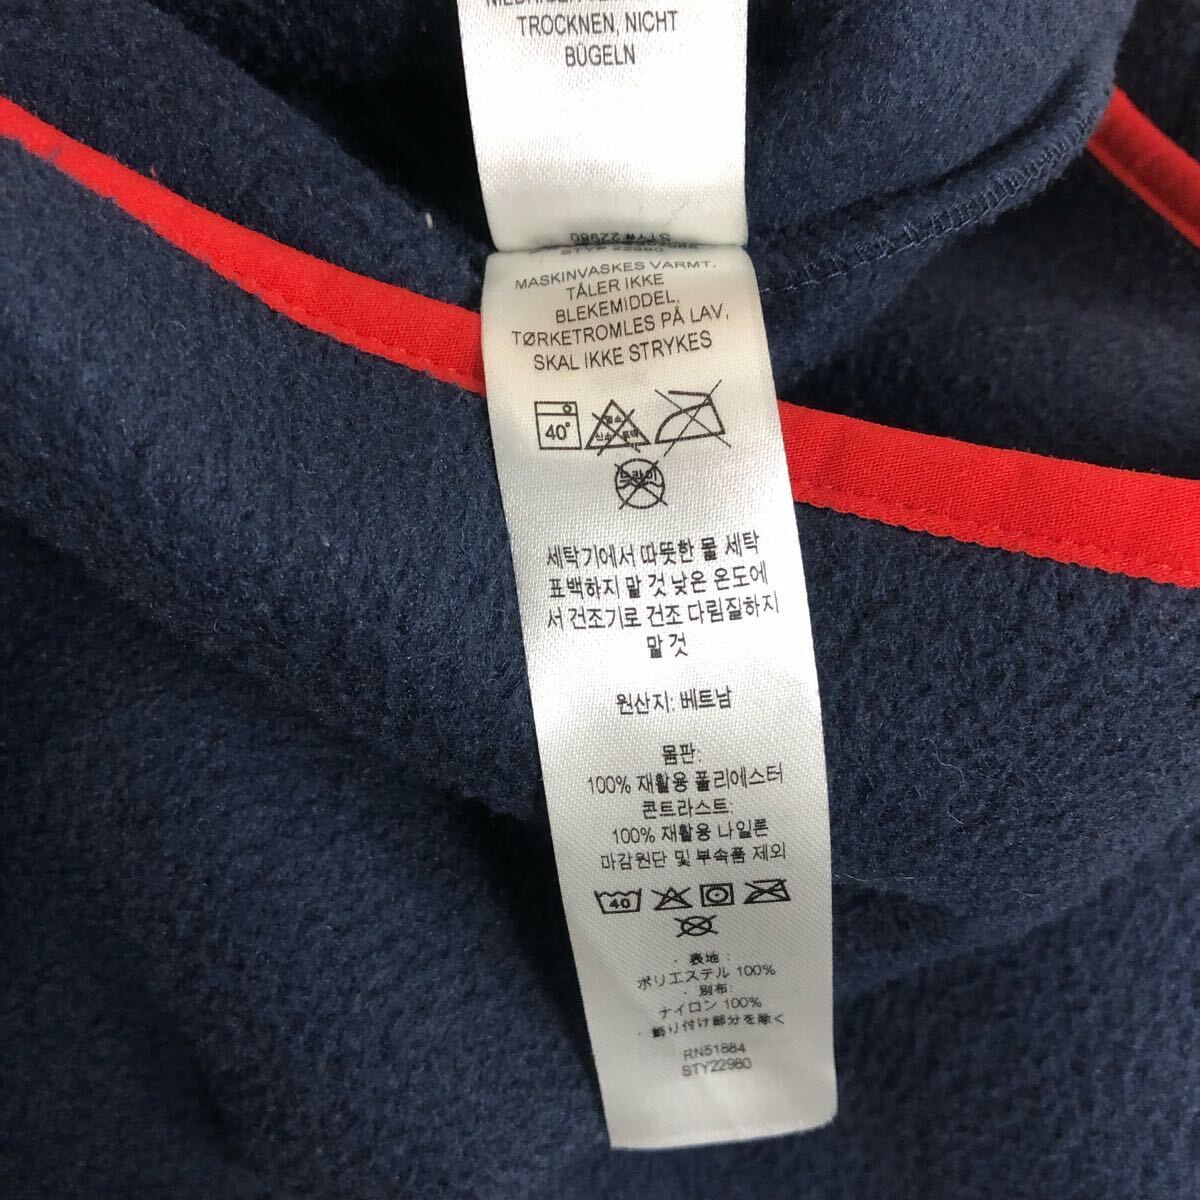 TROCKNEN, NICHT
BÜGELN
STY# 22980
MASKINVASKES VARMT,
TÅLER IKKE
BLEKEMIDDEL,
TØRKETROMLES PÅ LAV,
SKAL IKKE STRYKES
40°
세탁기에서 따뜻한 물 세탁
표백하지 말 것 낮은 온도에
서 건조기로 건조 다림질하지
말 것
원산지: 베트남
몸판:
100% 재활용 폴리에스터
콘트라스트:
100% 재활용 나일론
마감원단 및 부속품 제외
40
・ 表地 :
ポリエステル 100%
・ 別布:
ナイロン 100%
・ 飾り付け部分を除く
RN51884
STY22980